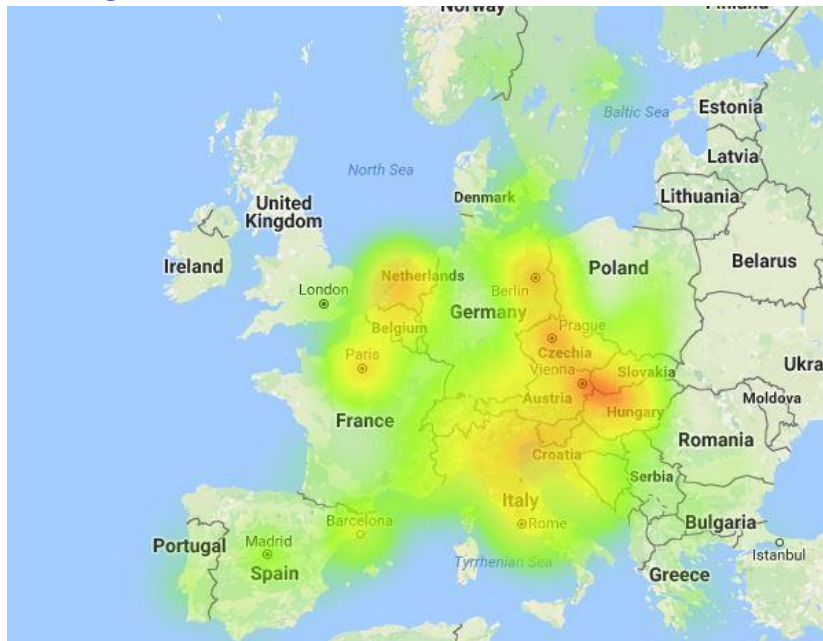 Norway
Finland
Estonia
Baltic Sea
Latvia
North Sea
Denmark
Lithuania
United
Kingdom
Ireland
Netherlands
Poland
Belarus
London
Berlin
Germany
Belgium
Prague
Paris
Czechia
Ukra
Vienna
Slovakia
Moldova
Austria
Hungary
France
Romania
Croatia
Serbia
Italy
Barcelona
Rome
Bulgaria
Portugal
Madrid
Istanbul
Spain
Tyrrhenian Sea
Greece